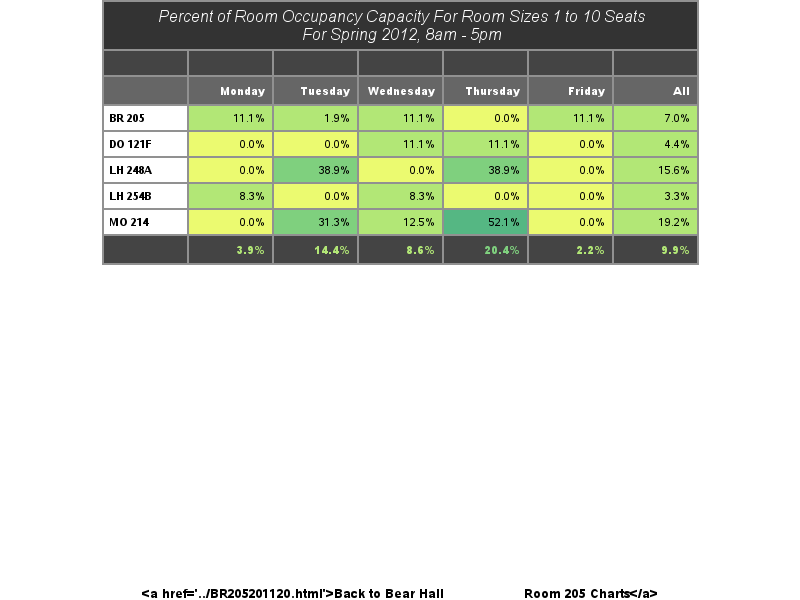 Percent of Room Occupancy Capacity For Room Sizes 1 to 10 Seats
For Spring 2012, 8am - 5pm
Monday Tuesday Wednesday Thursday Friday All
BR 205 11.1% 1.9% 11.1% 0.0% 11.1% 7.0%
DO 121F 0.0% 0.0% 11.1% 11.1% 0.0% 4.4%
LH 248A 0.0% 38.9% 0.0% 38.9% 0.0% 15.6%
LH 254B 8.3% 0.0% 8.3% 0.0% 0.0% 3.3%
MO 214 0.0% 31.3% 12.5% 52.1% 0.0% 19.2%
3.9% 14.4% 8.6% 20.4% 2.2% 9.9%
<a href='../BR205201120.html'>Back to Bear Hall Room 205 Charts</a>